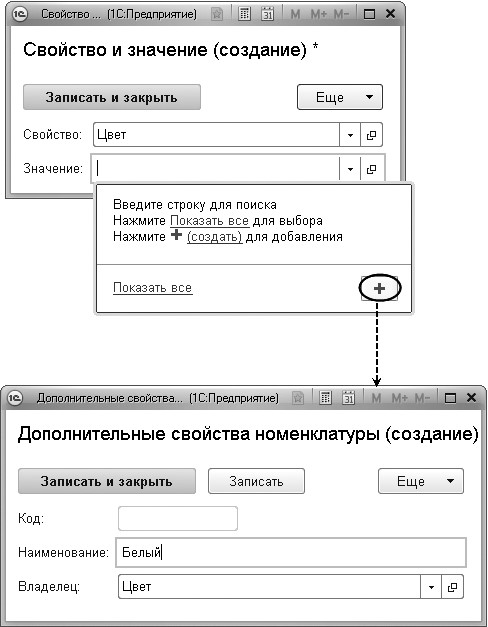 Свойство ... (1С:Предприятие) M M+ M-
Свойство и значение (создание) *
Записать и закрыть Еще
Свойство: Цвет
Значение:
Введите строку для поиска
Нажмите Показать все для выбора
Нажмите + (создать) для добавления
Показать все +
Дополнительные свойства... (1С:Предприятие) M M+ M-
Дополнительные свойства номенклатуры (создание)
Записать и закрыть Записать Еще
Код:
Наименование: Белый
Владелец: Цвет